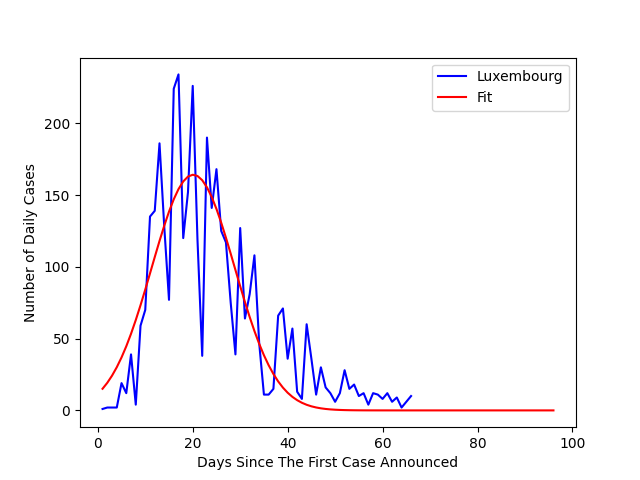 Luxembourg
Fit
Number of Daily Cases
200
150
100
50
0
0 20 40 60 80 100
Days Since The First Case Announced